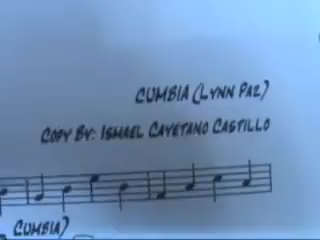 CUMBIA (LYNN PAZ)
COPY BY: ISMAEL CAYETANO CASTILLO
CUMBIA)